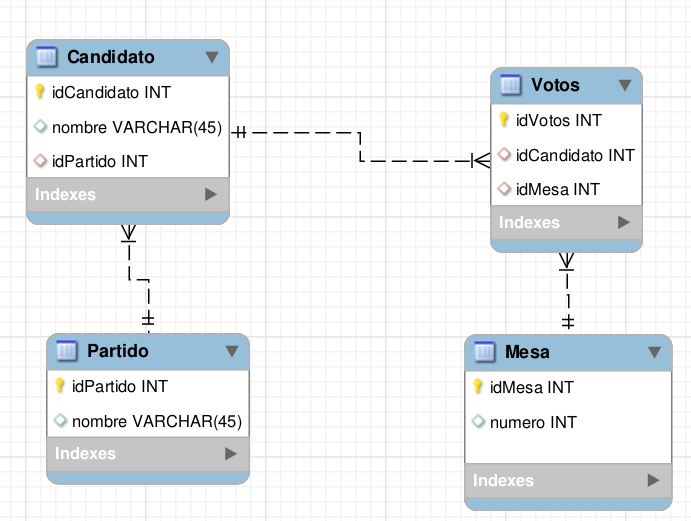 Candidato
idCandidato INT
nombre VARCHAR(45)
idPartido INT
Indexes
Votos
idVotos INT
idCandidato INT
idMesa INT
Indexes
Partido
idPartido INT
nombre VARCHAR(45)
Indexes
Mesa
idMesa INT
numero INT
Indexes